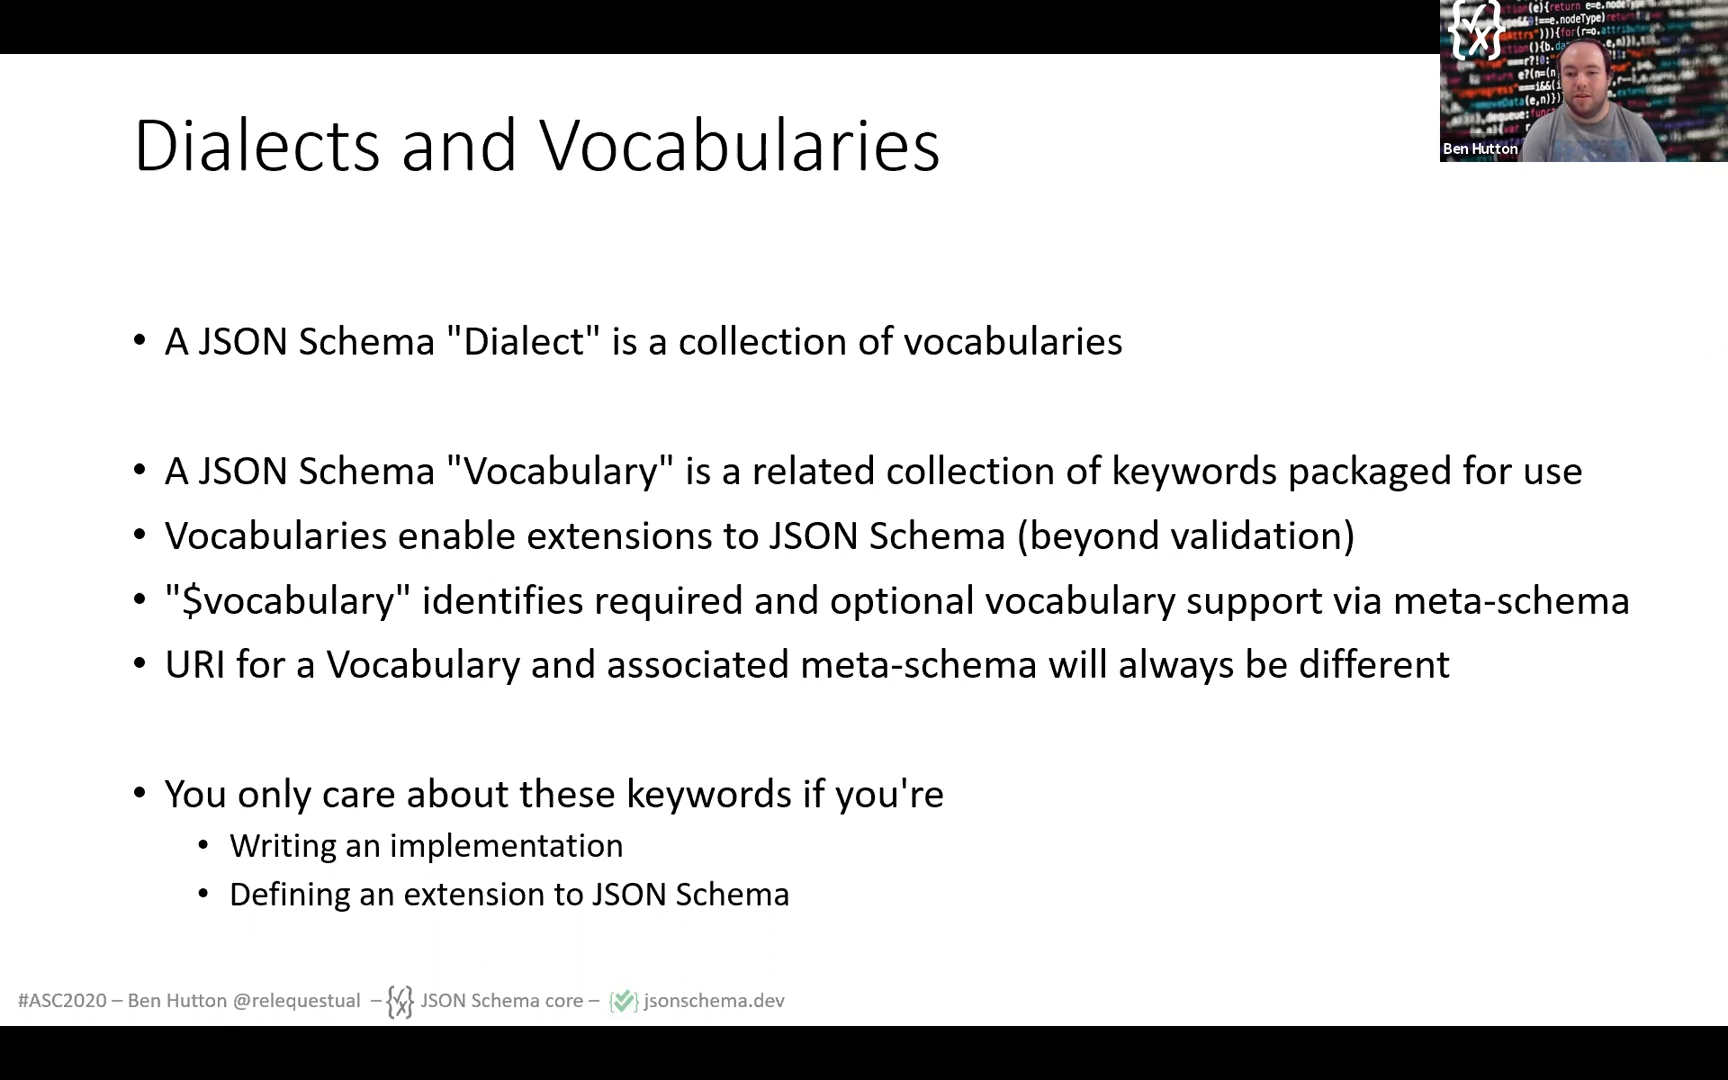 Dialects and Vocabularies
Ben Hutton
• A JSON Schema "Dialect" is a collection of vocabularies
• A JSON Schema "Vocabulary" is a related collection of keywords packaged for use
• Vocabularies enable extensions to JSON Schema (beyond validation)
• "$vocabulary" identifies required and optional vocabulary support via meta-schema
• URI for a Vocabulary and associated meta-schema will always be different
• You only care about these keywords if you're
• Writing an implementation
• Defining an extension to JSON Schema
#ASC2020 – Ben Hutton @relequestual – JSON Schema core – jsonschema.dev